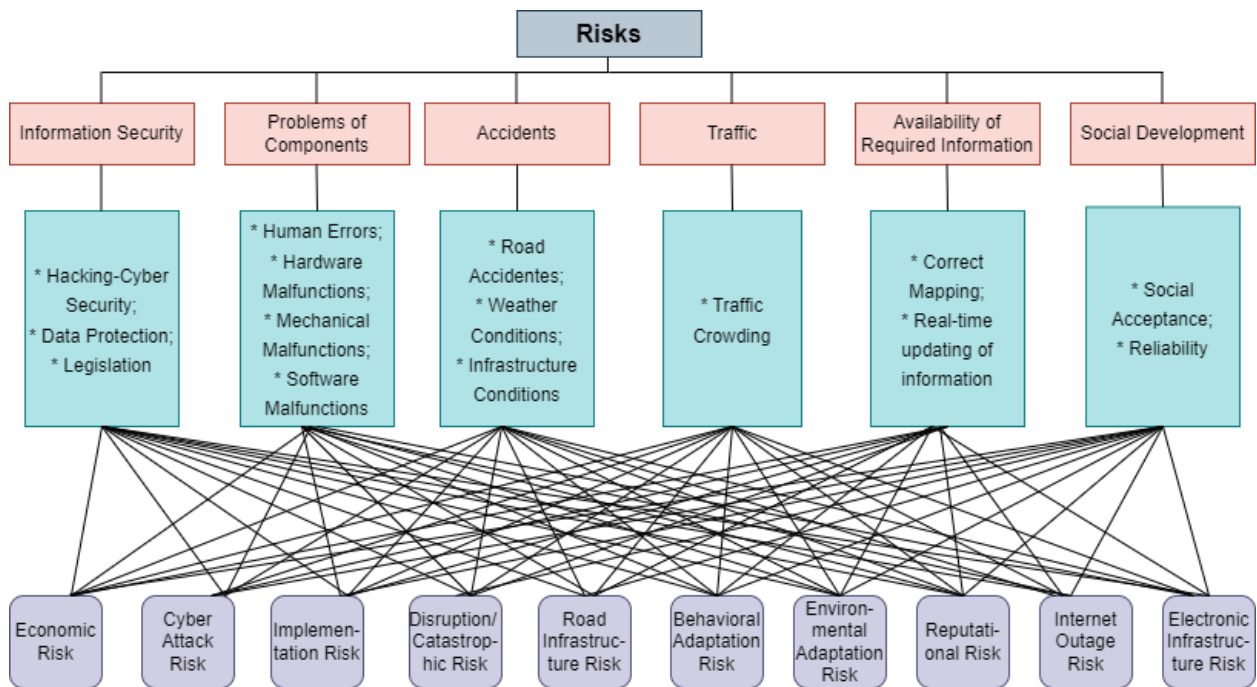 Risks
Information Security
Problems of
Components
Accidents
Traffic
Availability of
Required Information
Social Development
* Hacking-Cyber
Security;
* Data Protection;
* Legislation
* Human Errors;
* Hardware
Malfunctions;
* Mechanical
Malfunctions;
* Software
Malfunctions
* Road
Accidentes;
* Weather
Conditions;
* Infrastructure
Conditions
* Traffic
Crowding
* Correct
Mapping;
* Real-time
updating of
information
* Social
Acceptance;
* Reliability
Economic
Risk
Cyber
Attack
Risk
Implemen-
tation Risk
Disruption/
Catastrop-
hic Risk
Road
Infrastruc-
ture Risk
Behavioral
Adaptation
Risk
Environ-
mental
Adaptation
Risk
Reputati-
onal Risk
Internet
Outage
Risk
Electronic
Infrastruc-
ture Risk